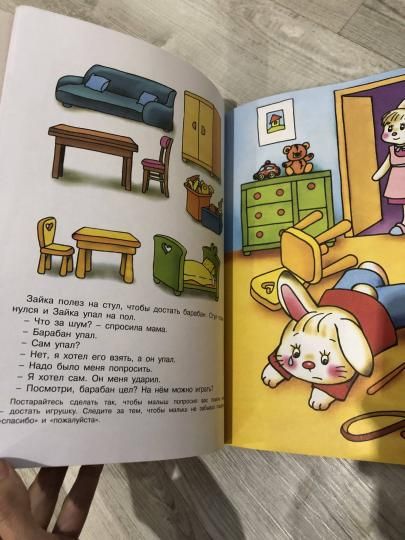 Зайка полез на стул, чтобы достать барабан. Стул
нулся и Зайка упал на пол.
– Что за шум? – спросила мама.
– Барабан упал.
– Сам упал?
– Нет, я хотел его взять, а он упал.
– Надо было меня попросить.
– Я хотел сам. Он меня ударил.
– Посмотри, барабан цел? На нём можно играть?
Постарайтесь сделать так, чтобы малыш попросил вас
– достать игрушку. Следите за тем, чтобы малыш не забывал
«спасибо» и «пожалуйста».